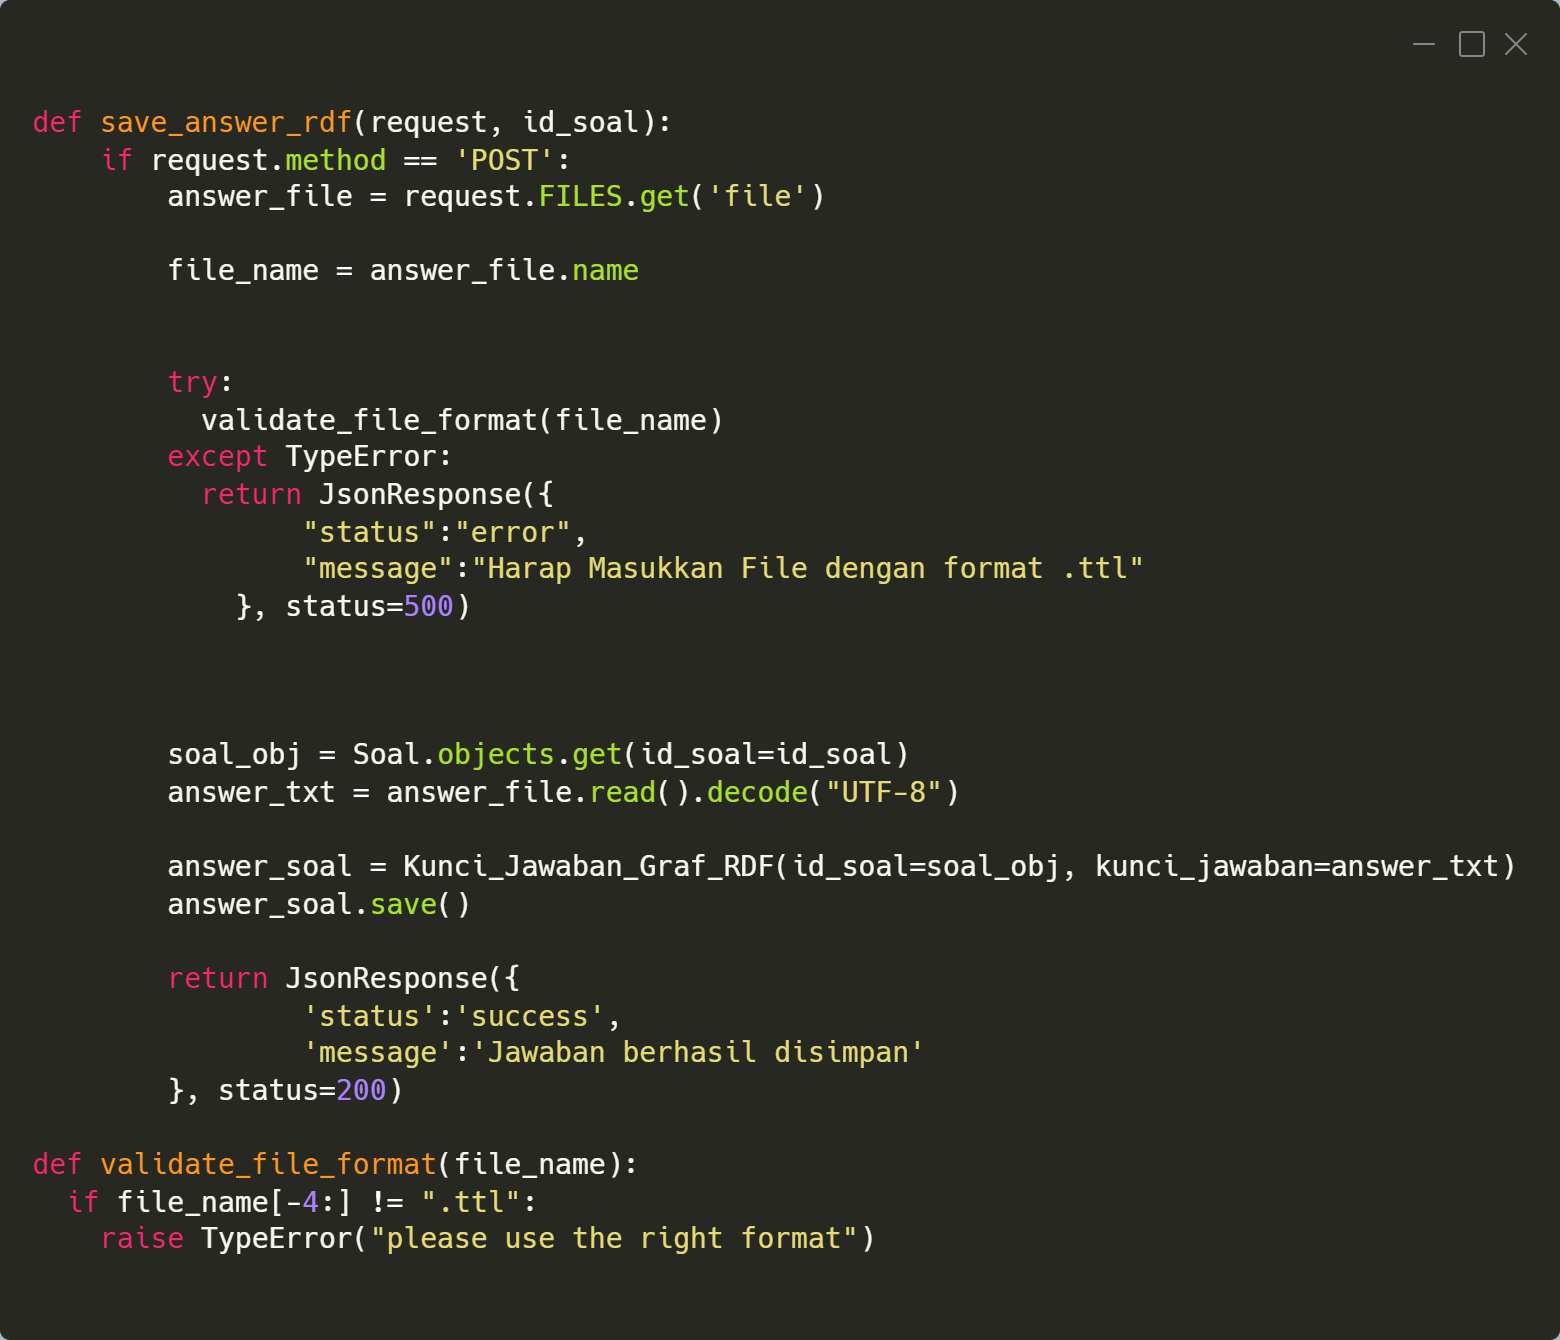 def save_answer_rdf(request, id_soal):
    if request.method == 'POST':
        answer_file = request.FILES.get('file')
        file_name = answer_file.name
        try:
          validate_file_format(file_name)
        except TypeError:
          return JsonResponse({
                "status":"error",
                "message":"Harap Masukkan File dengan format .ttl"
            }, status=500)
        soal_obj = Soal.objects.get(id_soal=id_soal)
        answer_txt = answer_file.read().decode("UTF-8")
        answer_soal = Kunci_Jawaban_Graf_RDF(id_soal=soal_obj, kunci_jawaban=answer_txt)
        answer_soal.save()
        return JsonResponse({
                'status':'success',
                'message':'Jawaban berhasil disimpan'
        }, status=200)
def validate_file_format(file_name):
  if file_name[-4:] != ".ttl":
    raise TypeError("please use the right format")